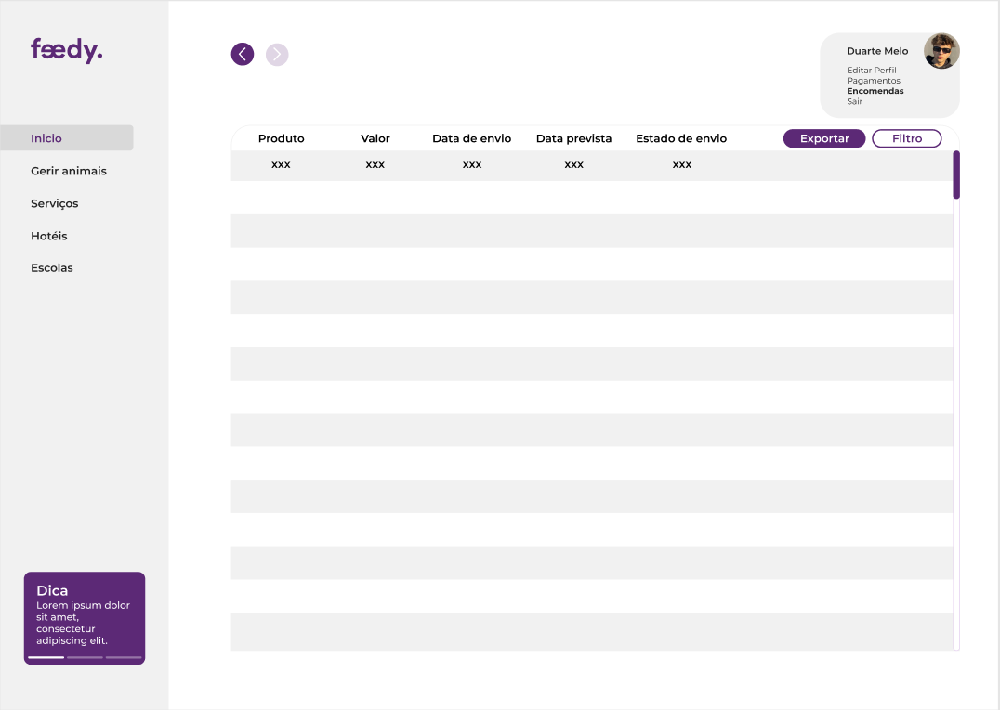 feedy.
Duarte Melo
Editar Perfil
Pagamentos
Encomendas
Sair
Inicio
Gerir animais
Serviços
Hotéis
Escolas
Produto Valor Data de envio Data prevista Estado de envio Exportar Filtro
xxx xxx xxx xxx xxx
Dica
Lorem ipsum dolor
sit amet,
consectetur
adipiscing elit.